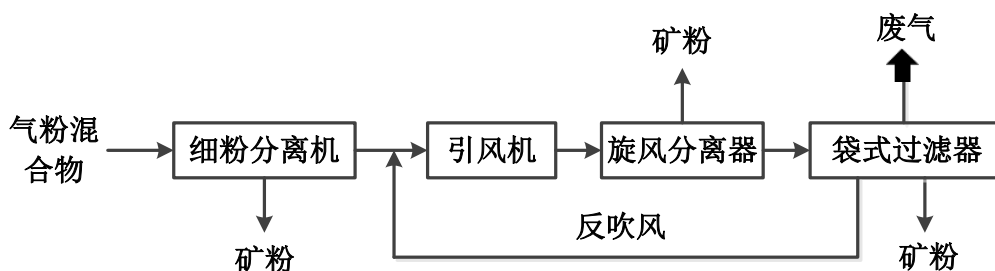 矿粉
废气
气粉混
合物
细粉分离机
引风机
旋风分离器
袋式过滤器
反吹风
矿粉
矿粉